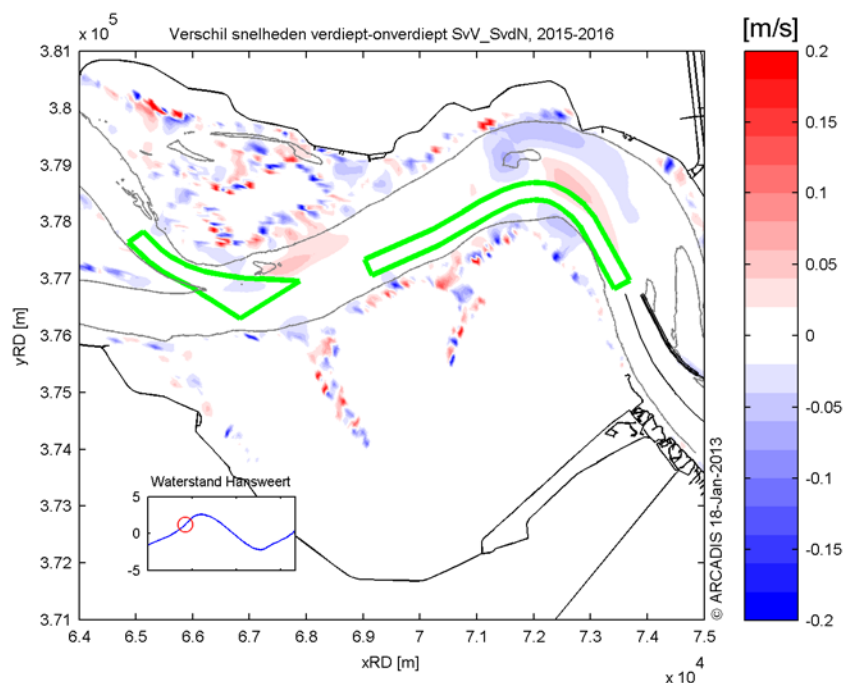 Verschil snelheden verdiept-onverdiept SvV_SvdN, 2015-2016
x 10^5
[m/s]
3.81
3.8
3.79
3.78
3.77
3.76
3.75
3.74
3.73
3.72
3.71
yRD [m]
6.4 6.5 6.6 6.7 6.8 6.9 7 7.1 7.2 7.3 7.4 7.5
xRD [m]
x 10^4
Waterstand Hansweert
5
0
-5
© ARCADIS 18-Jan-2013
0.2
0.15
0.1
0.05
0
-0.05
-0.1
-0.15
-0.2